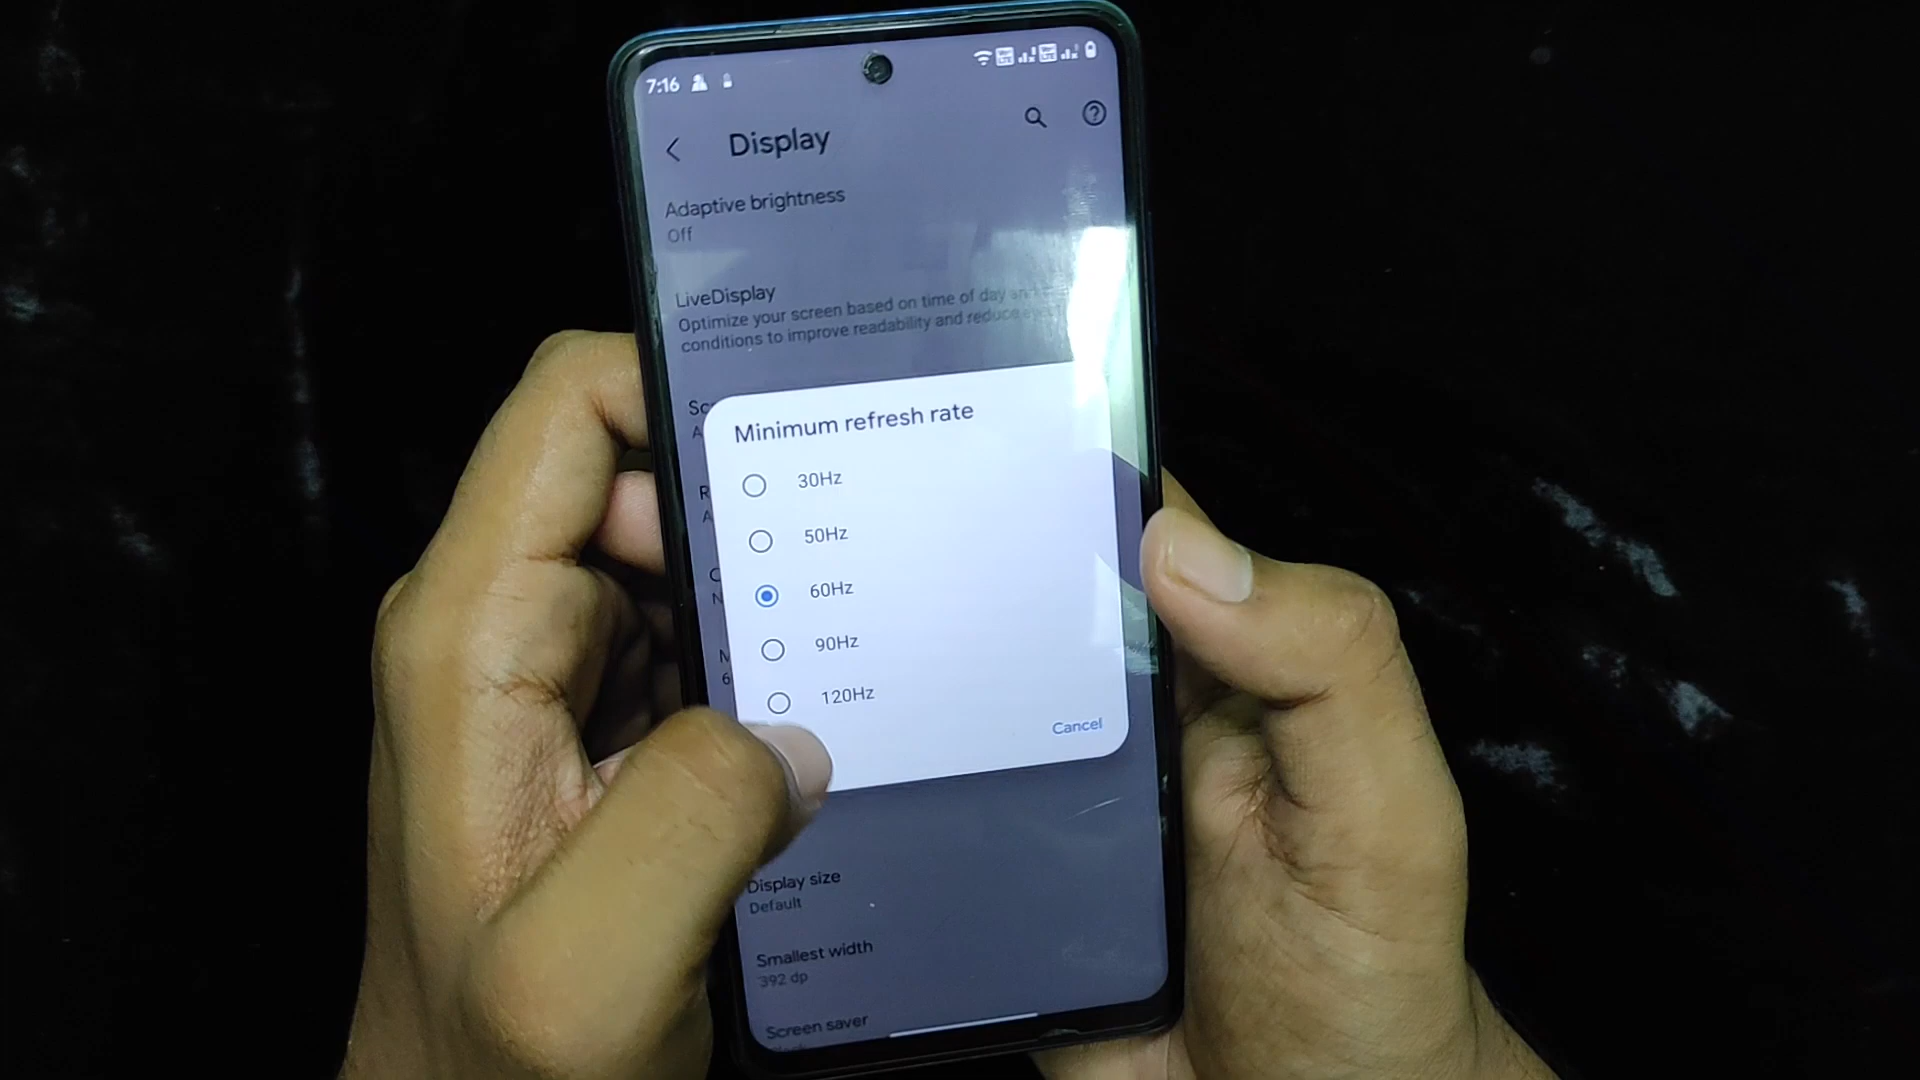 7:16
Display
Adaptive brightness
Off
LiveDisplay
Optimize your screen based on time of day
conditions to improve readability and reduce
Sc
A
Minimum refresh rate
30Hz
R
A
50Hz
C
N
60Hz
90Hz
M
6
120Hz
Cancel
Display size
Default
Smallest width
392 dp
Screen saver